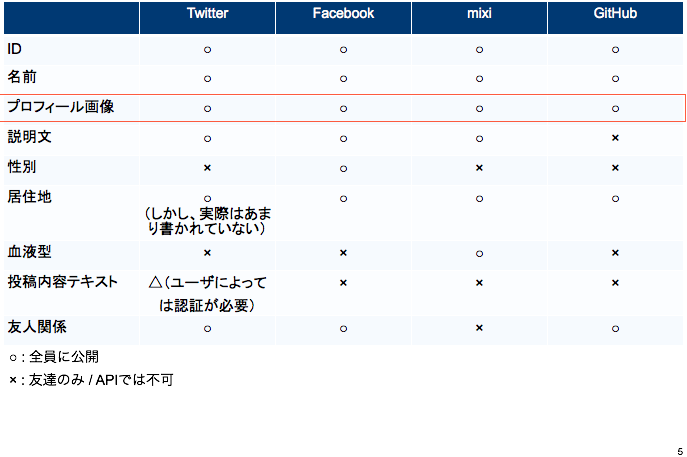 Twitter Facebook mixi GitHub
ID ○ ○ ○ ○
名前 ○ ○ ○ ○
プロフィール画像 ○ ○ ○ ○
説明文 ○ ○ ○ ×
性別 × ○ × ×
居住地 ○ ○ ○ ○
（しかし、実際はあま
り書かれていない）
血液型 × × ○ ×
投稿内容テキスト △（ユーザによって × × ×
は認証が必要）
友人関係 ○ ○ × ○
○ : 全員に公開
× : 友達のみ / APIでは不可
5